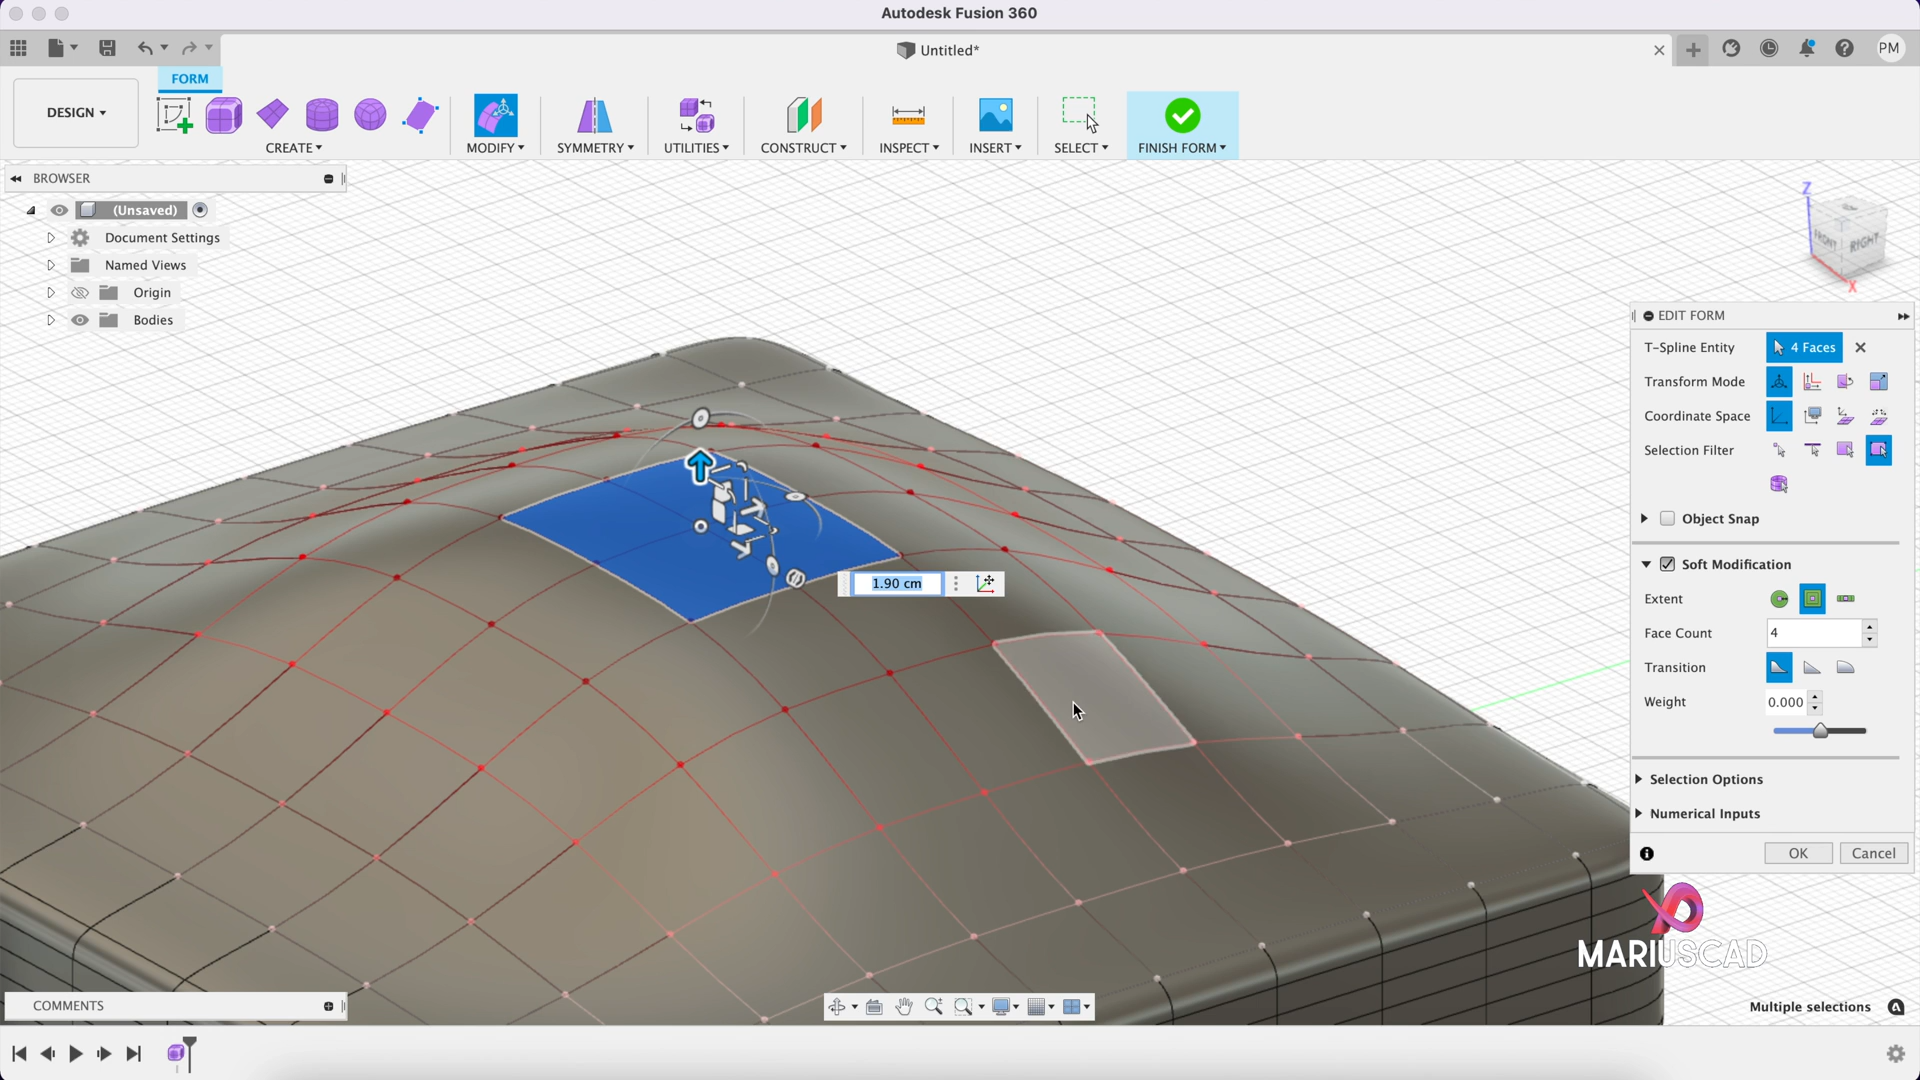 Autodesk Fusion 360
Untitled*
PM
FORM
DESIGN
CREATE
MODIFY
SYMMETRY
UTILITIES
CONSTRUCT
INSPECT
INSERT
SELECT
FINISH FORM
BROWSER
(Unsaved)
Document Settings
Named Views
Origin
Bodies
Z
FRONT
RIGHT
X
EDIT FORM
T-Spline Entity
4 Faces
Transform Mode
Coordinate Space
Selection Filter
Object Snap
Soft Modification
Extent
Face Count
4
Transition
Weight
0.000
Selection Options
Numerical Inputs
OK
Cancel
1.90 cm
MARIUSCAD
COMMENTS
Multiple selections